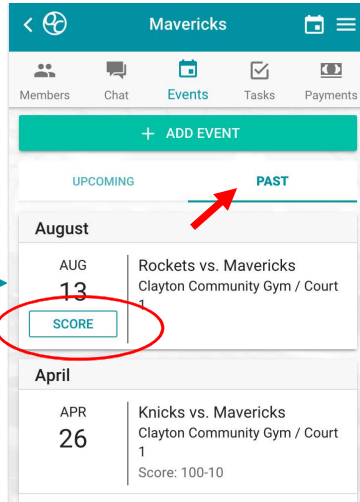 Mavericks
Members Chat Events Tasks Payments
+ ADD EVENT
UPCOMING PAST
August
AUG
13
SCORE
Rockets vs. Mavericks
Clayton Community Gym / Court
1
April
APR
26
Knicks vs. Mavericks
Clayton Community Gym / Court
1
Score: 100-10